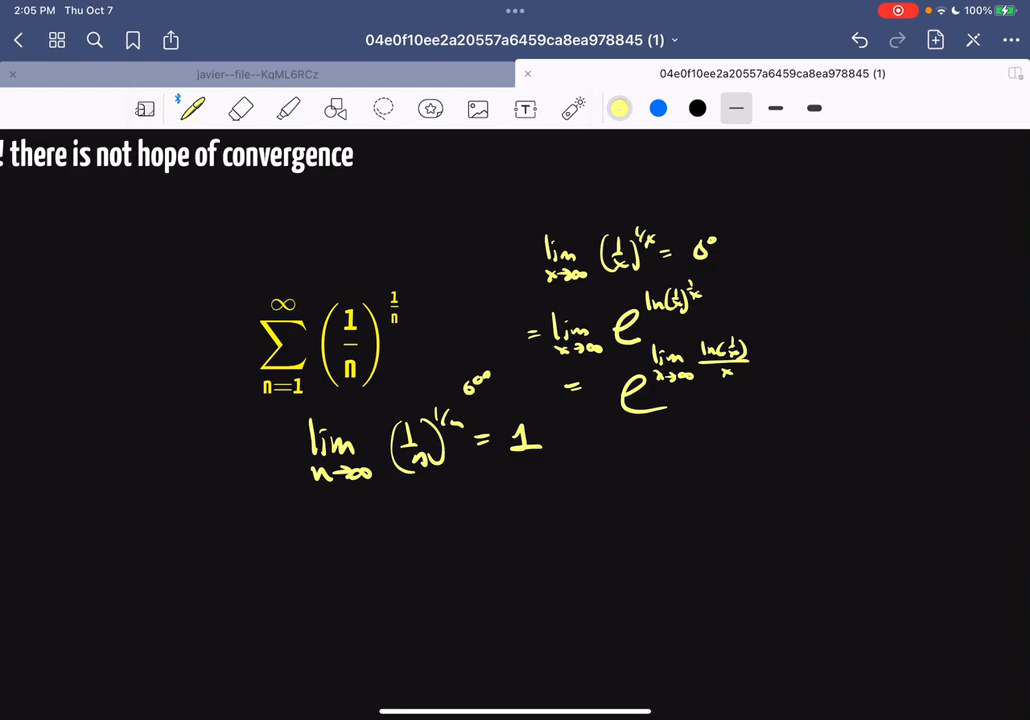 2:05 PM Thu Oct 7
100%
04e0f10ee2a20557a6459ca8ea978845 (1)
javier--file--KqML6RCz
04e0f10ee2a20557a6459ca8ea978845 (1)
! there is not hope of convergence
lim x→∞ (1/x)^1/x = 0^0
= lim x→∞ e^ln(1/x)^1/x
= e^lim x→∞ ln(1/x)/x
∞ ∑ n=1 (1/n)^1/n
lim n→∞ (1/n)^1/n = 1